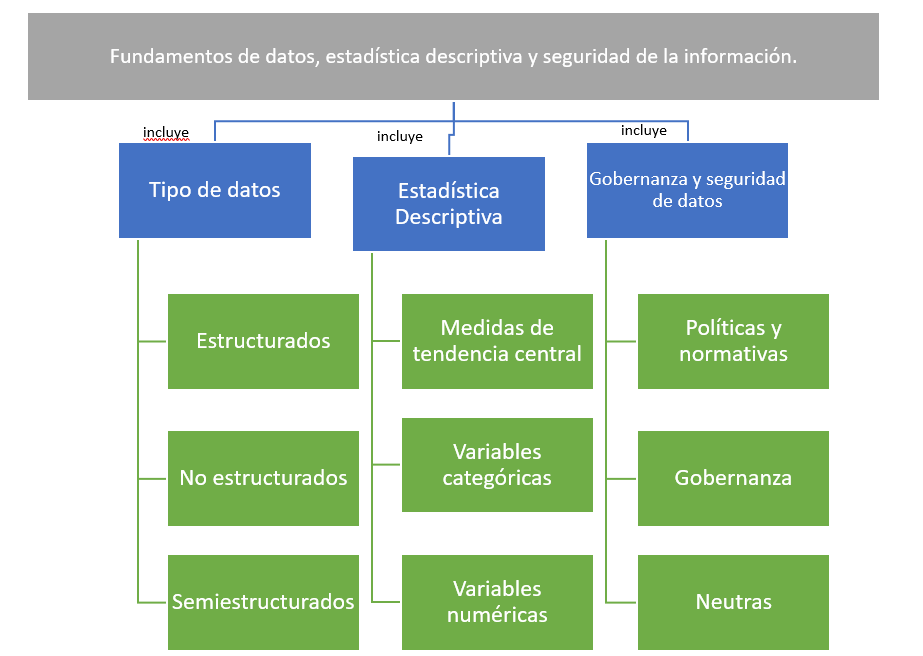 Fundamentos de datos, estadística descriptiva y seguridad de la información.
incluye
incluye
incluye
Tipo de datos
Estadística
Descriptiva
Gobernanza y seguridad
de datos
Estructurados
Medidas de
tendencia central
Políticas y
normativas
No estructurados
Variables
categóricas
Gobernanza
Semiestructurados
Variables
numéricas
Neutras